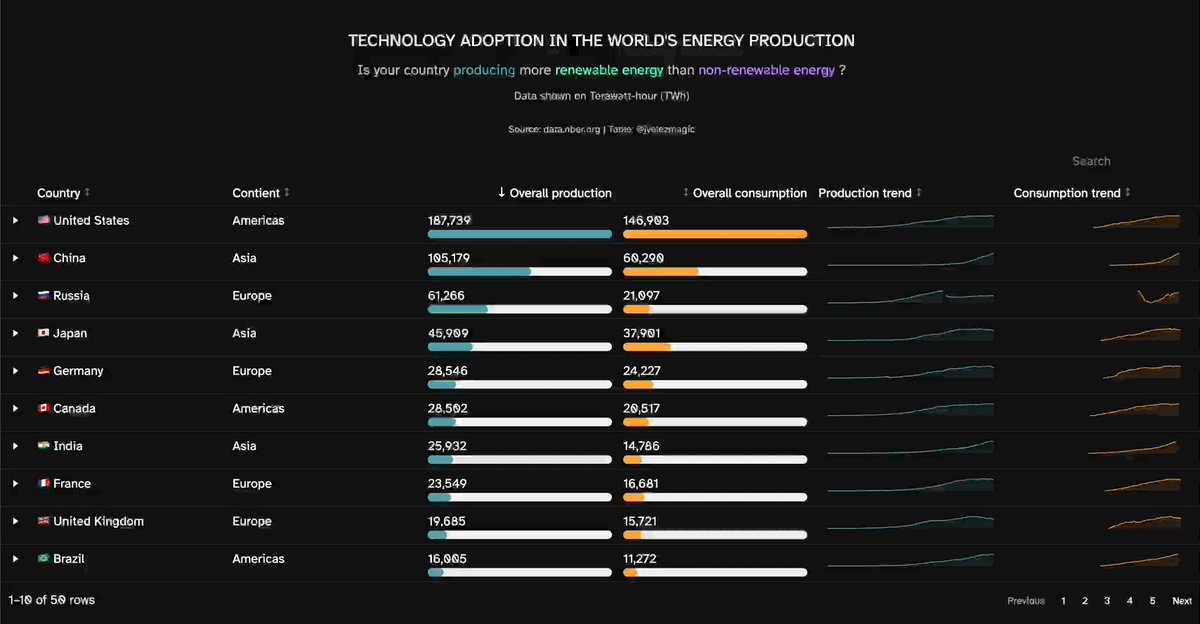 TECHNOLOGY ADOPTION IN THE WORLD'S ENERGY PRODUCTION
Is your country producing more renewable energy than non-renewable energy ?
Data shown on Terawatt-hour (TWh)
Source: data.nber.org | Table: @jvelezmagic
Search
Country Contient Overall production Overall consumption Production trend Consumption trend
United States Americas 187,739 146,903
China Asia 105,179 60,290
Russia Europe 61,266 21,097
Japan Asia 45,909 37,901
Germany Europe 28,546 24,227
Canada Americas 28,502 20,517
India Asia 25,932 14,786
France Europe 23,549 16,681
United Kingdom Europe 19,685 15,721
Brazil Americas 16,005 11,272
1–10 of 50 rows Previous 1 2 3 4 5 Next